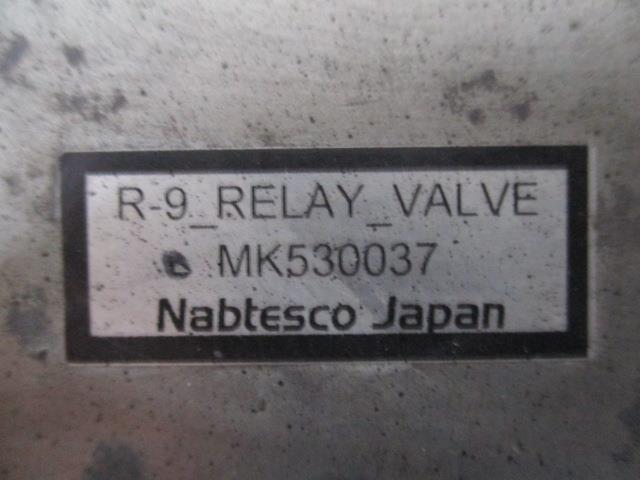 R-9_RELAY_VALVE
MK530037
Nabtesco Japan